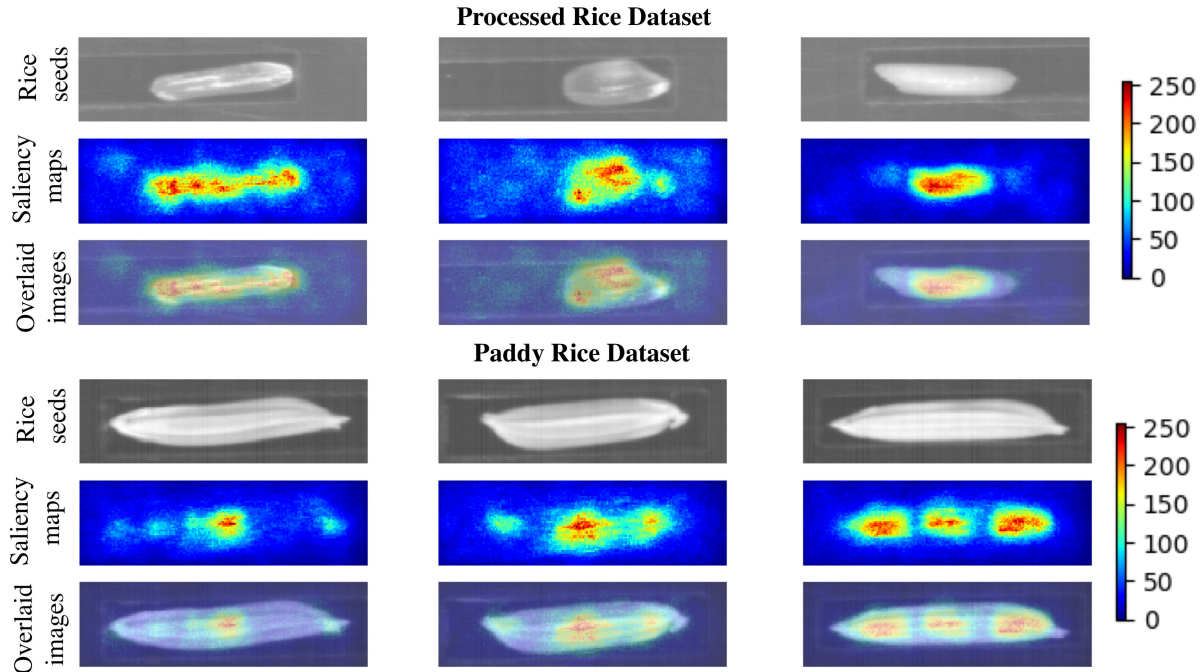 Processed Rice Dataset
Rice
seeds
Saliency
maps
Overlaid
images
250
200
150
100
50
0
Paddy Rice Dataset
Rice
seeds
Saliency
maps
Overlaid
images
250
200
150
100
50
0